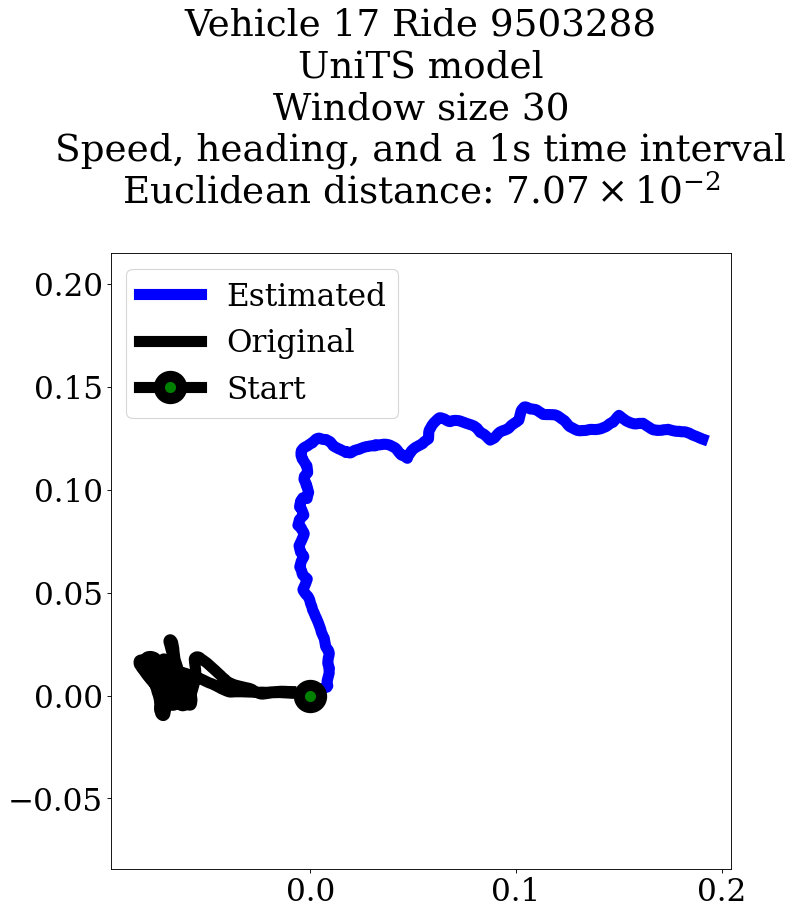 Vehicle 17 Ride 9503288
UniTS model
Window size 30
Speed, heading, and a 1s time interval
Euclidean distance: 7.07 × 10⁻²
Estimated
Original
Start
0.20
0.15
0.10
0.05
0.00
−0.05
0.0
0.1
0.2